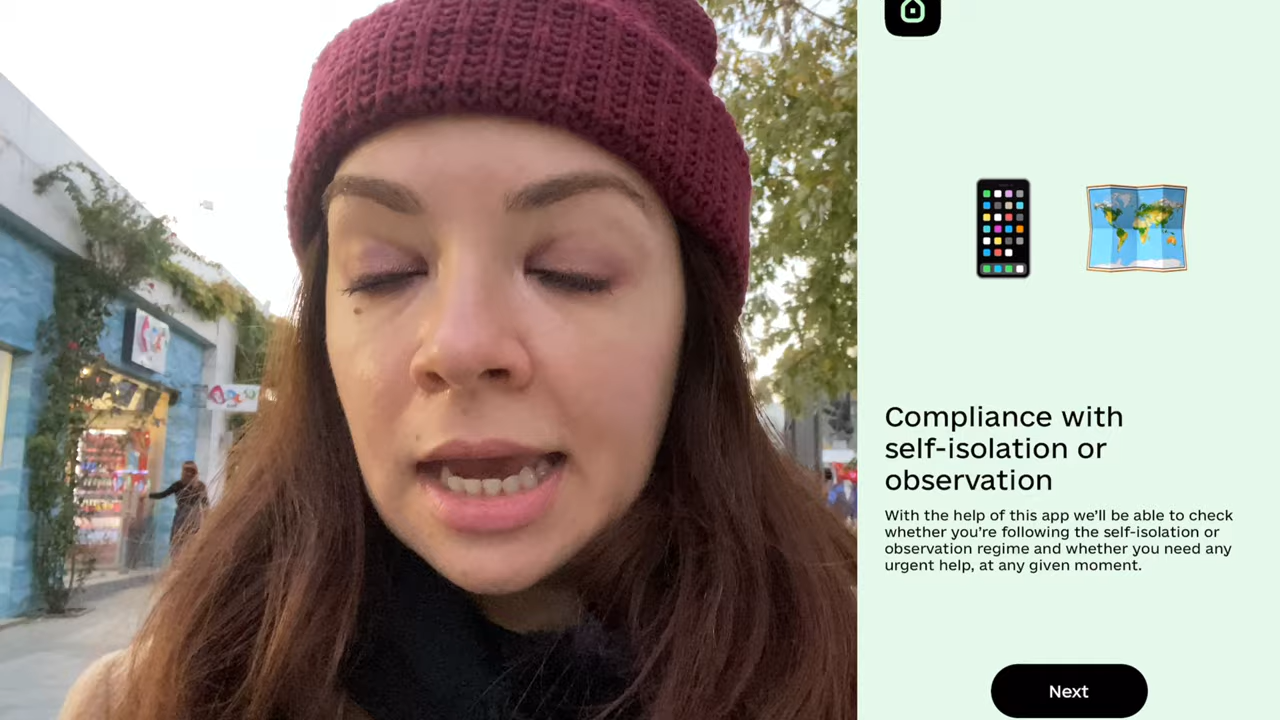 Compliance with
self-isolation or
observation
With the help of this app we’ll be able to check
whether you’re following the self-isolation or
observation regime and whether you need any
urgent help, at any given moment.
Next